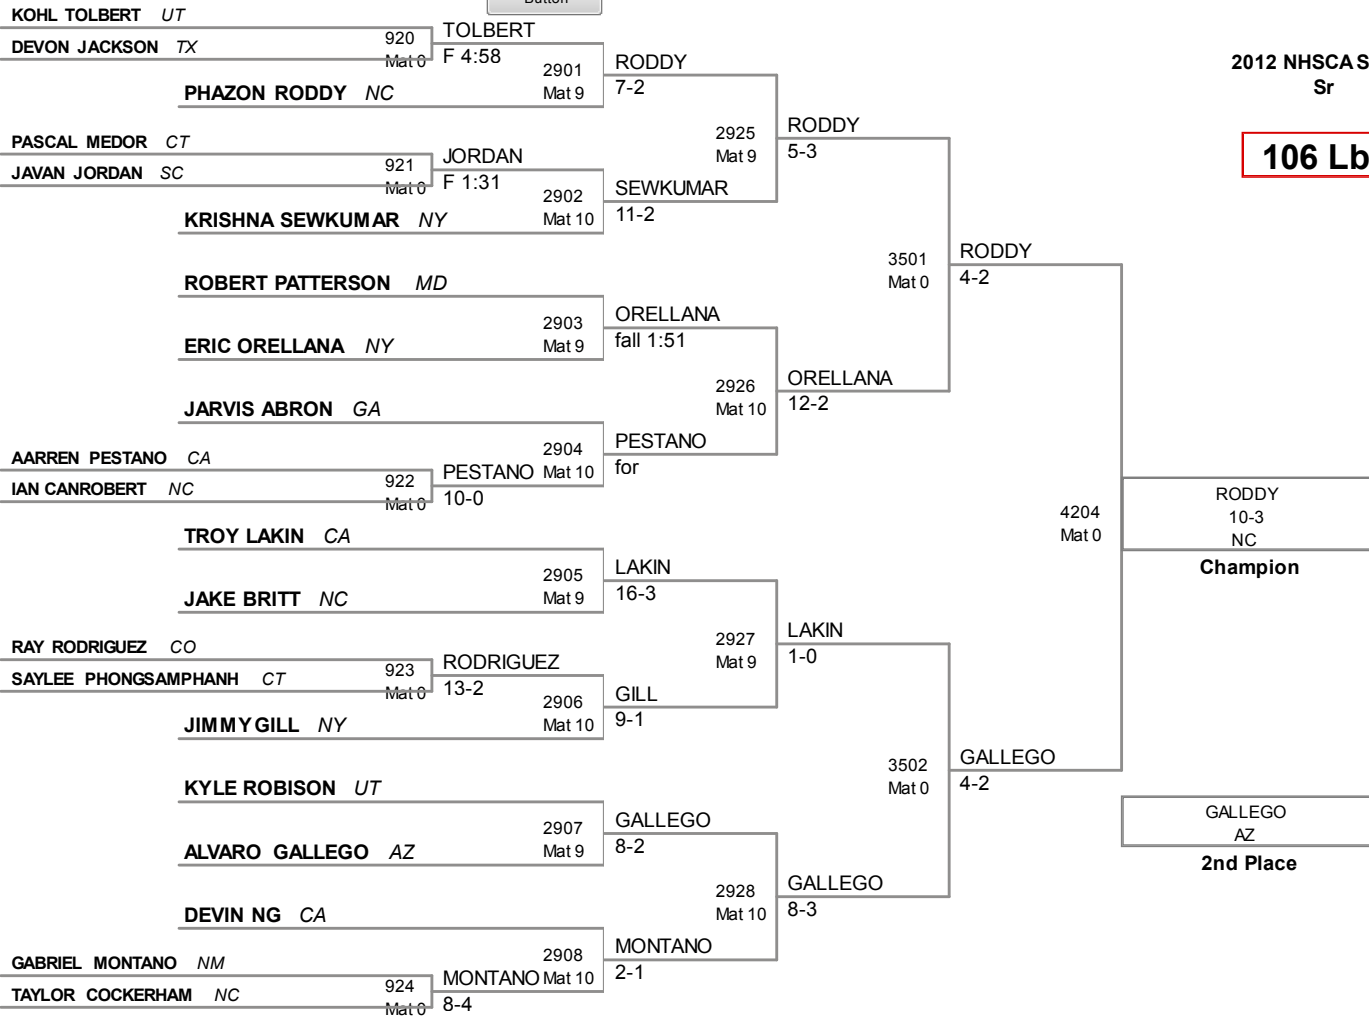 Button
KOHL TOLBERT UT
DEVON JACKSON TX
920
Mat 0
TOLBERT
F 4:58
PHAZON RODDY NC
2901
Mat 9
RODDY
7-2
PASCAL MEDOR CT
JAVAN JORDAN SC
921
Mat 0
JORDAN
F 1:31
KRISHNA SEWKUMAR NY
2902
Mat 10
SEWKUMAR
11-2
2925
Mat 9
RODDY
5-3
ROBERT PATTERSON MD
ERIC ORELLANA NY
2903
Mat 9
ORELLANA
fall 1:51
JARVIS ABRON GA
AARREN PESTANO CA
IAN CANROBERT NC
922
Mat 0
PESTANO
10-0
2904
Mat 10
PESTANO
for
2926
Mat 10
ORELLANA
12-2
3501
Mat 0
RODDY
4-2
TROY LAKIN CA
JAKE BRITT NC
2905
Mat 9
LAKIN
16-3
RAY RODRIGUEZ CO
SAYLEE PHONGSAMPHANH CT
923
Mat 0
RODRIGUEZ
13-2
JIMMY GILL NY
2906
Mat 10
GILL
9-1
2927
Mat 9
LAKIN
1-0
KYLE ROBISON UT
ALVARO GALLEGO AZ
2907
Mat 9
GALLEGO
8-2
DEVIN NG CA
GABRIEL MONTANO NM
TAYLOR COCKERHAM NC
924
Mat 0
MONTANO
8-4
2908
Mat 10
MONTANO
2-1
2928
Mat 10
GALLEGO
8-3
3502
Mat 0
GALLEGO
4-2
4204
Mat 0
2012 NHSCA S
Sr
106 Lb
RODDY
10-3
NC
Champion
GALLEGO
AZ
2nd Place